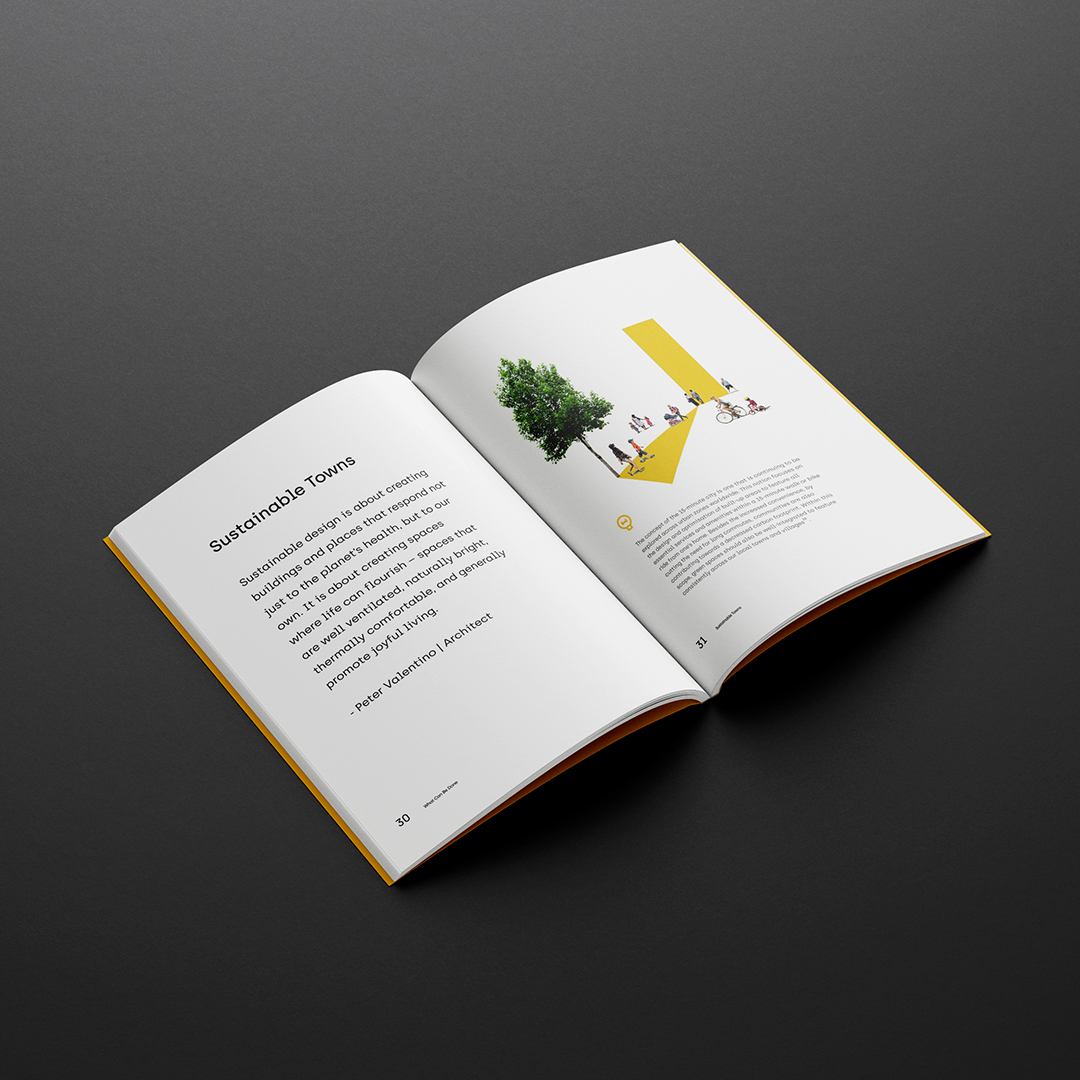 Sustainable Towns
Sustainable design is about creating
buildings and places that respond not
just to the planet's health, but to our
own. It is about creating spaces
where life can flourish – spaces that
are well ventilated, naturally bright,
thermally comfortable, and generally
promote joyful living.
- Peter Valentino | Architect
30
What Can Be Done
The concept of the 15-minute city is one that is continuing to be
explored across urban zones worldwide. This notion focuses on
the design and optimisation of built-up areas to feature all
essential services and amenities within a 15-minute walk or bike
ride from one's home. Besides the increased convenience, by
cutting the need for long commutes, communities are also
contributing towards a decreased carbon footprint. Within this
scope, green spaces should also be well-integrated to feature
consistently across our local towns and villages
31
Sustainable Towns